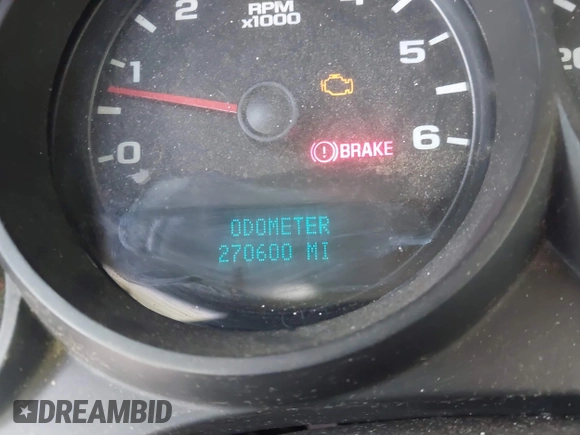 2
RPM
x1000
5
1
0
BRAKE
6
ODOMETER
270600 MI
DREAMBID